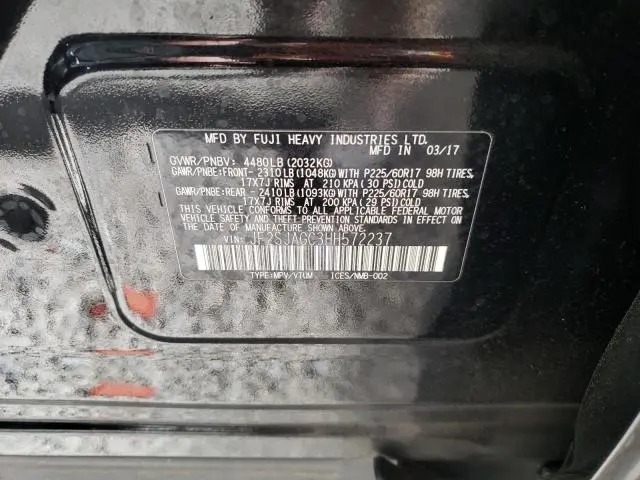 MFD BY FUJI HEAVY INDUSTRIES LTD.
MFD IN 03/17
GVWR/PNBV: 4480LB (2032KG)
GAWR/PNBE:FRONT- 2310LB(1048KG)WITH P225/60R17 98H TIRES,
17X7J RIMS AT 210 KPA (30 PSI)COLD
GAWR/PNBE:REAR - 2410LB(1093KG)WITH P225/60R17 98H TIRES,
17X7J RIMS AT 200 KPA (29 PSI)COLD
THIS VEHICLE CONFORMS TO ALL APPLICABLE FEDERAL MOTOR
VEHICLE SAFETY AND THEFT PREVENTION STANDARDS IN
EFFECT ON THE DATE OF MANUFACTURE SHOWN ABOVE.
VIN: JF2SJAGC3HH572237
TYPE:MPV/VTUM ICES/NMB-002